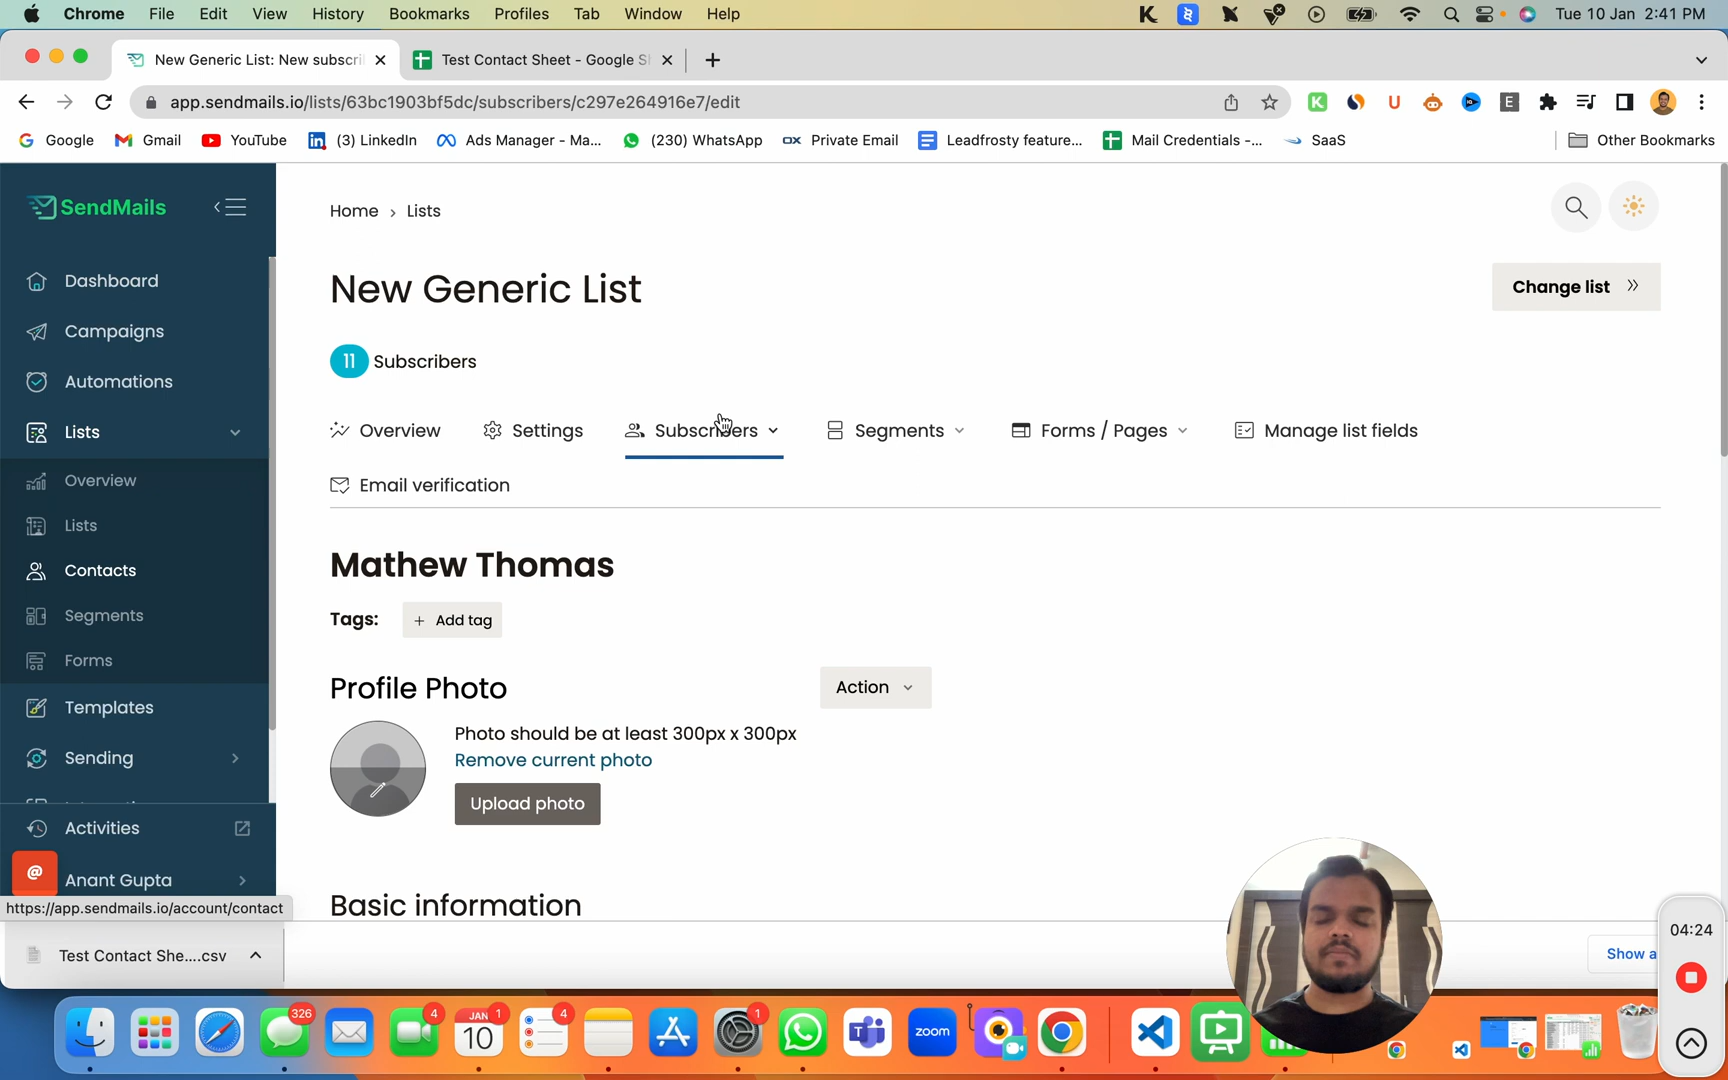 Chrome File Edit View History Bookmarks Profiles Tab Window Help Tue 10 Jan 2:41 PM
New Generic List: New subscri Test Contact Sheet - Google S
app.sendmails.io/lists/63bc1903bf5dc/subscribers/c297e264916e7/edit
Google Gmail YouTube (3) LinkedIn Ads Manager - Ma... (230) WhatsApp Private Email Leadfrosty feature... Mail Credentials -... SaaS Other Bookmarks
SendMails
Home › Lists
New Generic List
Change list
11 Subscribers
Overview Settings Subscribers Segments Forms / Pages Manage list fields
Email verification
Dashboard
Campaigns
Automations
Lists
Overview
Lists
Contacts
Segments
Forms
Templates
Sending
Activities
Anant Gupta
https://app.sendmails.io/account/contact
Mathew Thomas
Tags: + Add tag
Profile Photo
Action
Photo should be at least 300px x 300px
Remove current photo
Upload photo
Basic information
Test Contact She....csv
Show a
04:24
326
4
JAN 1
10
4
1
zoom